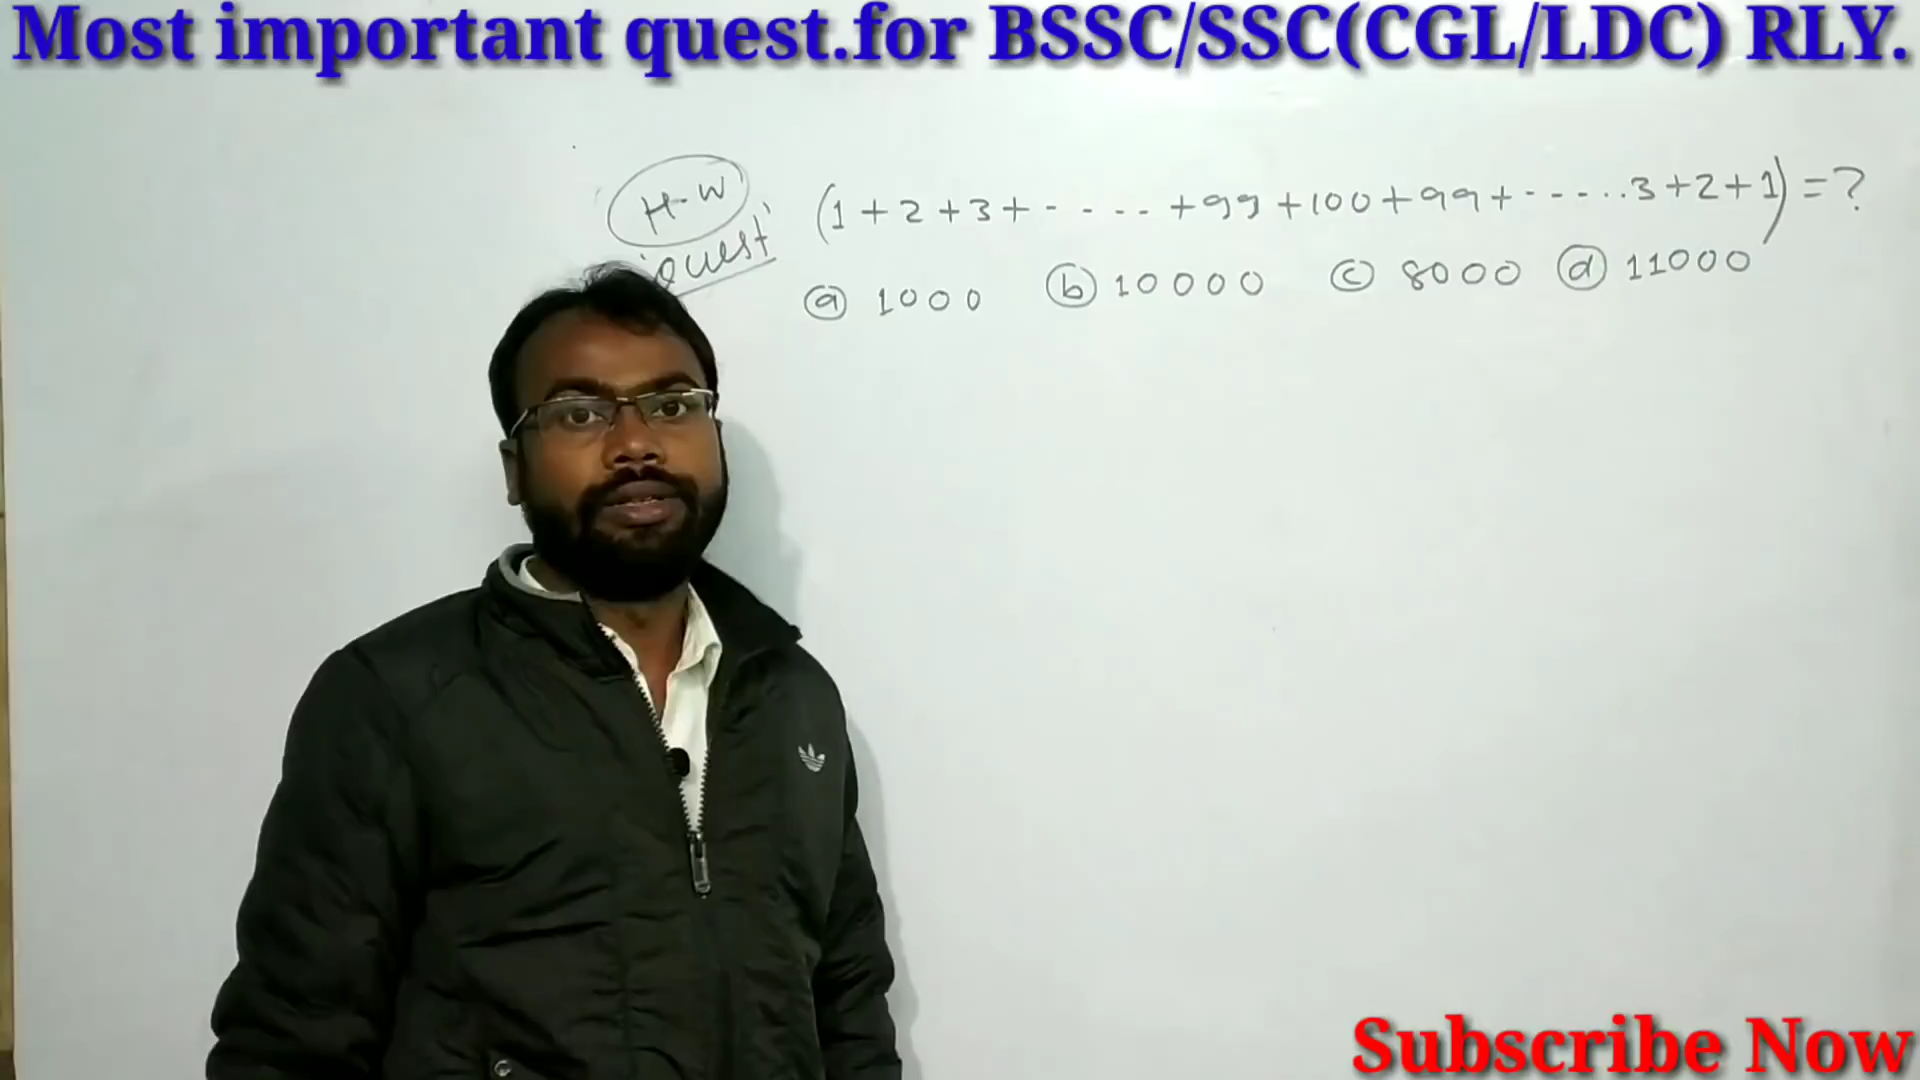 Most important quest.for BSSC/SSC(CGL/LDC) RLY.
H-W
Quest'
(1+2+3+-----+99+100+99+------3+2+1) = ?
(a) 1000 (b) 10000 (c) 8000 (d) 11000
Subscribe Now